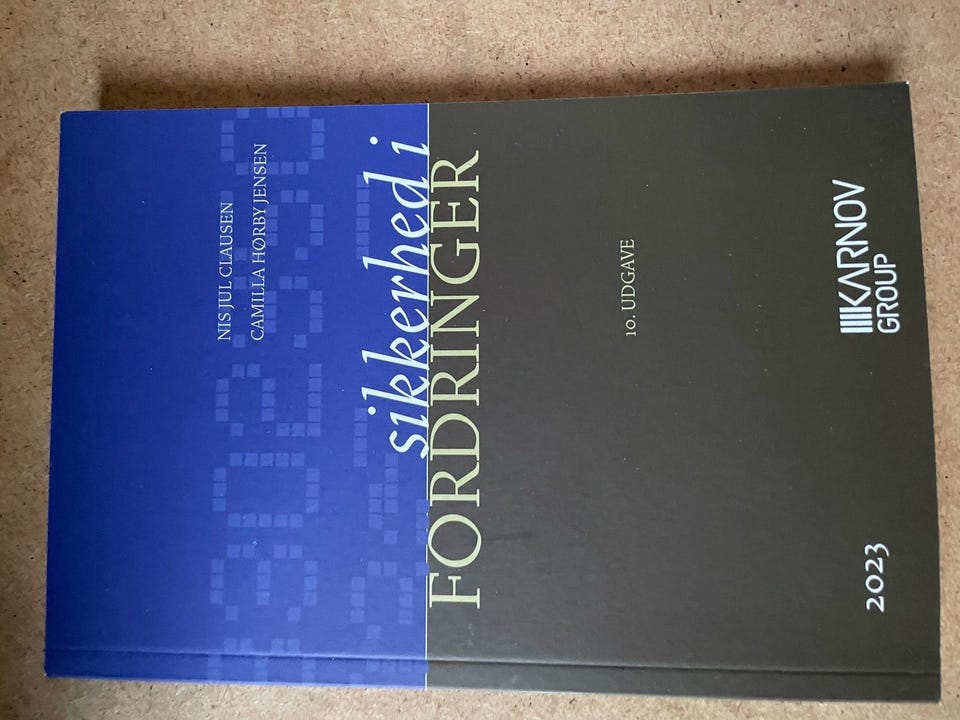 NIS JUL CLAUSEN
CAMILLA HØRBY JENSEN
sikkerhed i
FORDRINGER
10. UDGAVE
2023
KARNOV
GROUP